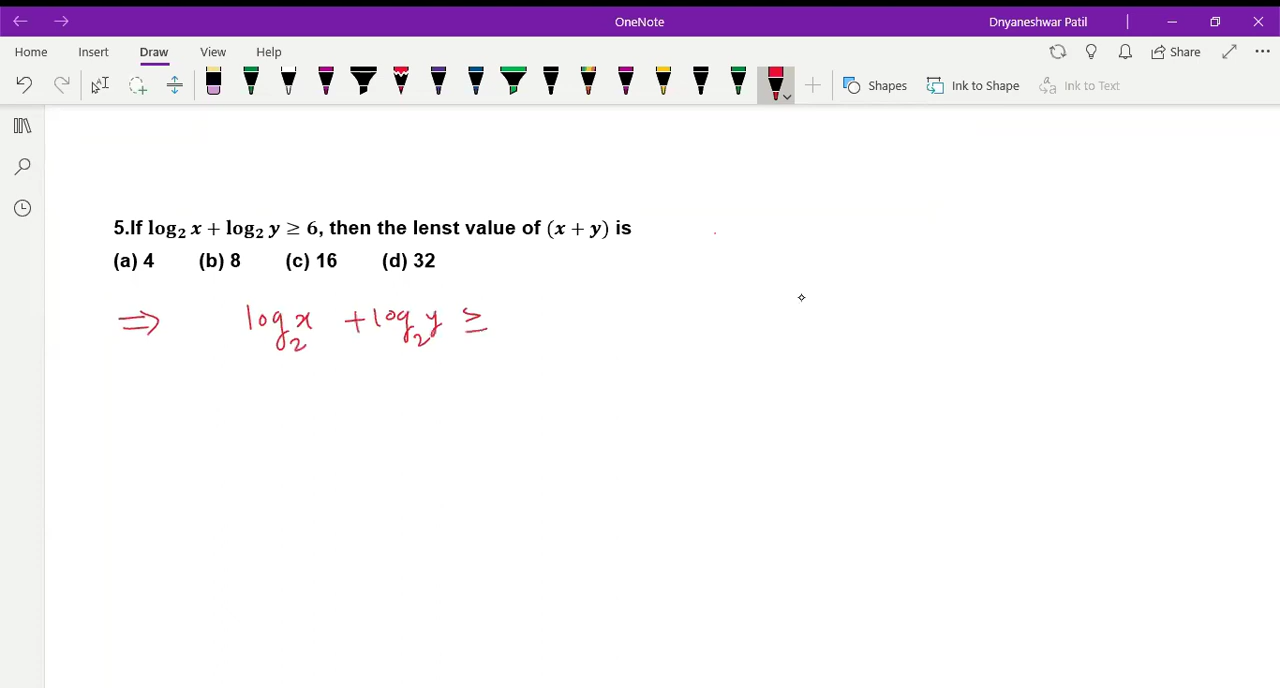 OneNote
Dnyaneshwar Patil
Home Insert Draw View Help
Share
Shapes Ink to Shape Ink to Text
5.If log₂ x + log₂ y ≥ 6, then the lenst value of (x + y) is
(a) 4 (b) 8 (c) 16 (d) 32
⇒ log₂x + log₂y ≥